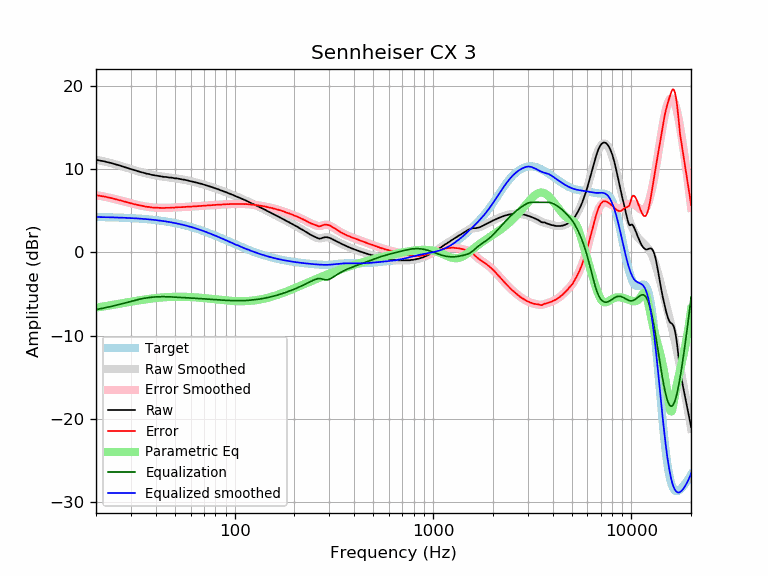 Sennheiser CX 3
Amplitude (dBr)
20
10
0
−10
−20
−30
Target
Raw Smoothed
Error Smoothed
Raw
Error
Parametric Eq
Equalization
Equalized smoothed
100
1000
10000
Frequency (Hz)